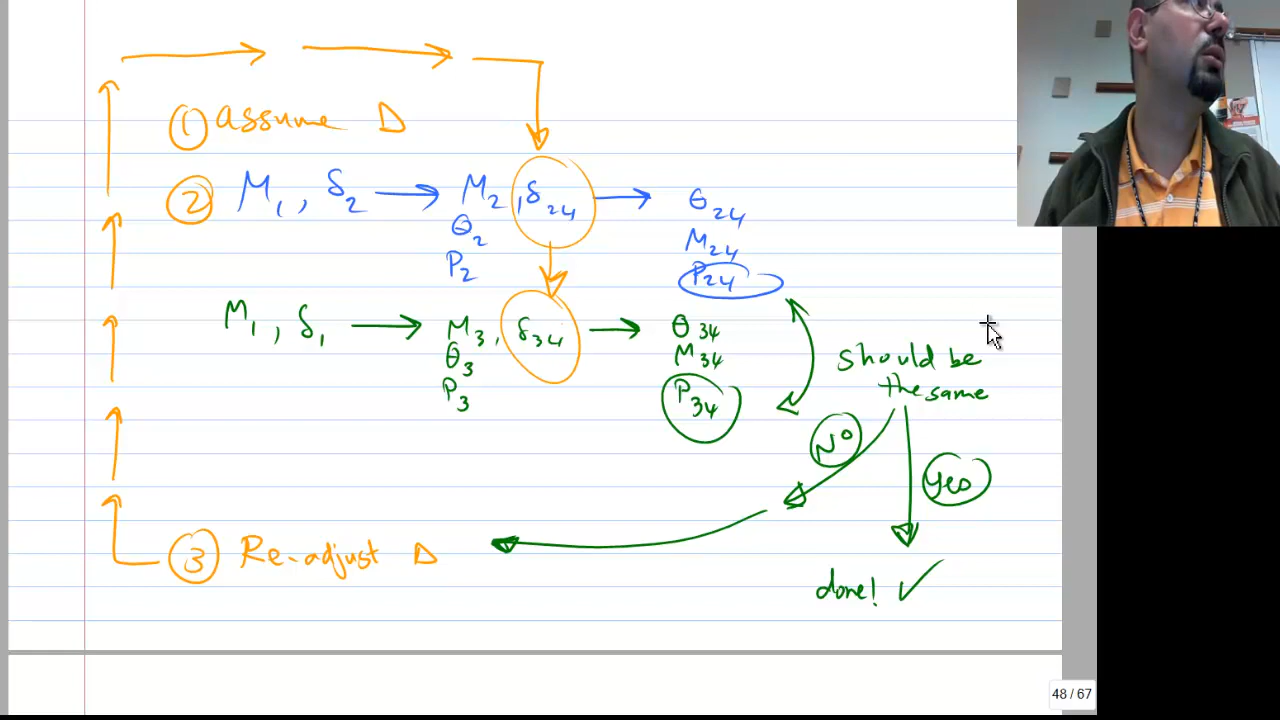 ① assume Δ
② M₁, δ₂ → M₂, δ₂₄ → θ₂₄
θ₂ M₂₄
P₂ P₂₄
M₁, δ₁ → M₃, δ₃₄ → θ₃₄
θ₃ M₃₄
P₃ P₃₄
should be
the same
No
Yes
③ Re-adjust Δ
done! ✓
48 / 67